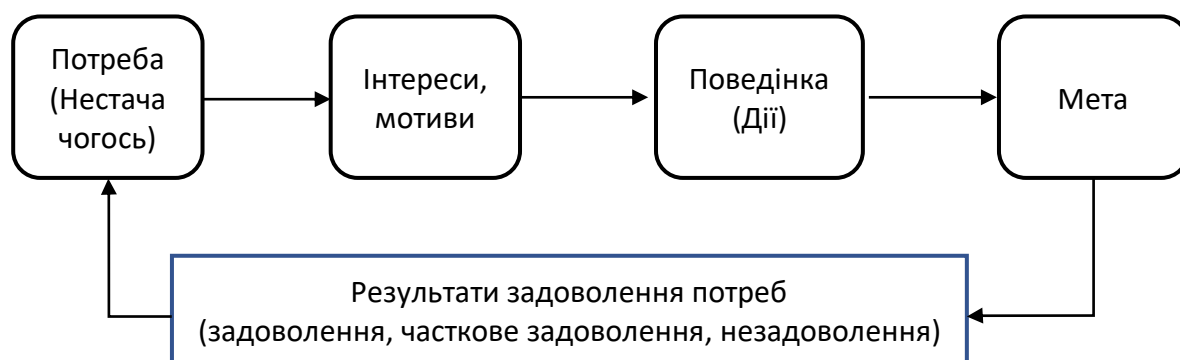 Потреба
(Нестача
чогось)
Інтереси,
мотиви
Поведінка
(Дії)
Мета
Результати задоволення потреб
(задоволення, часткове задоволення, незадоволення)